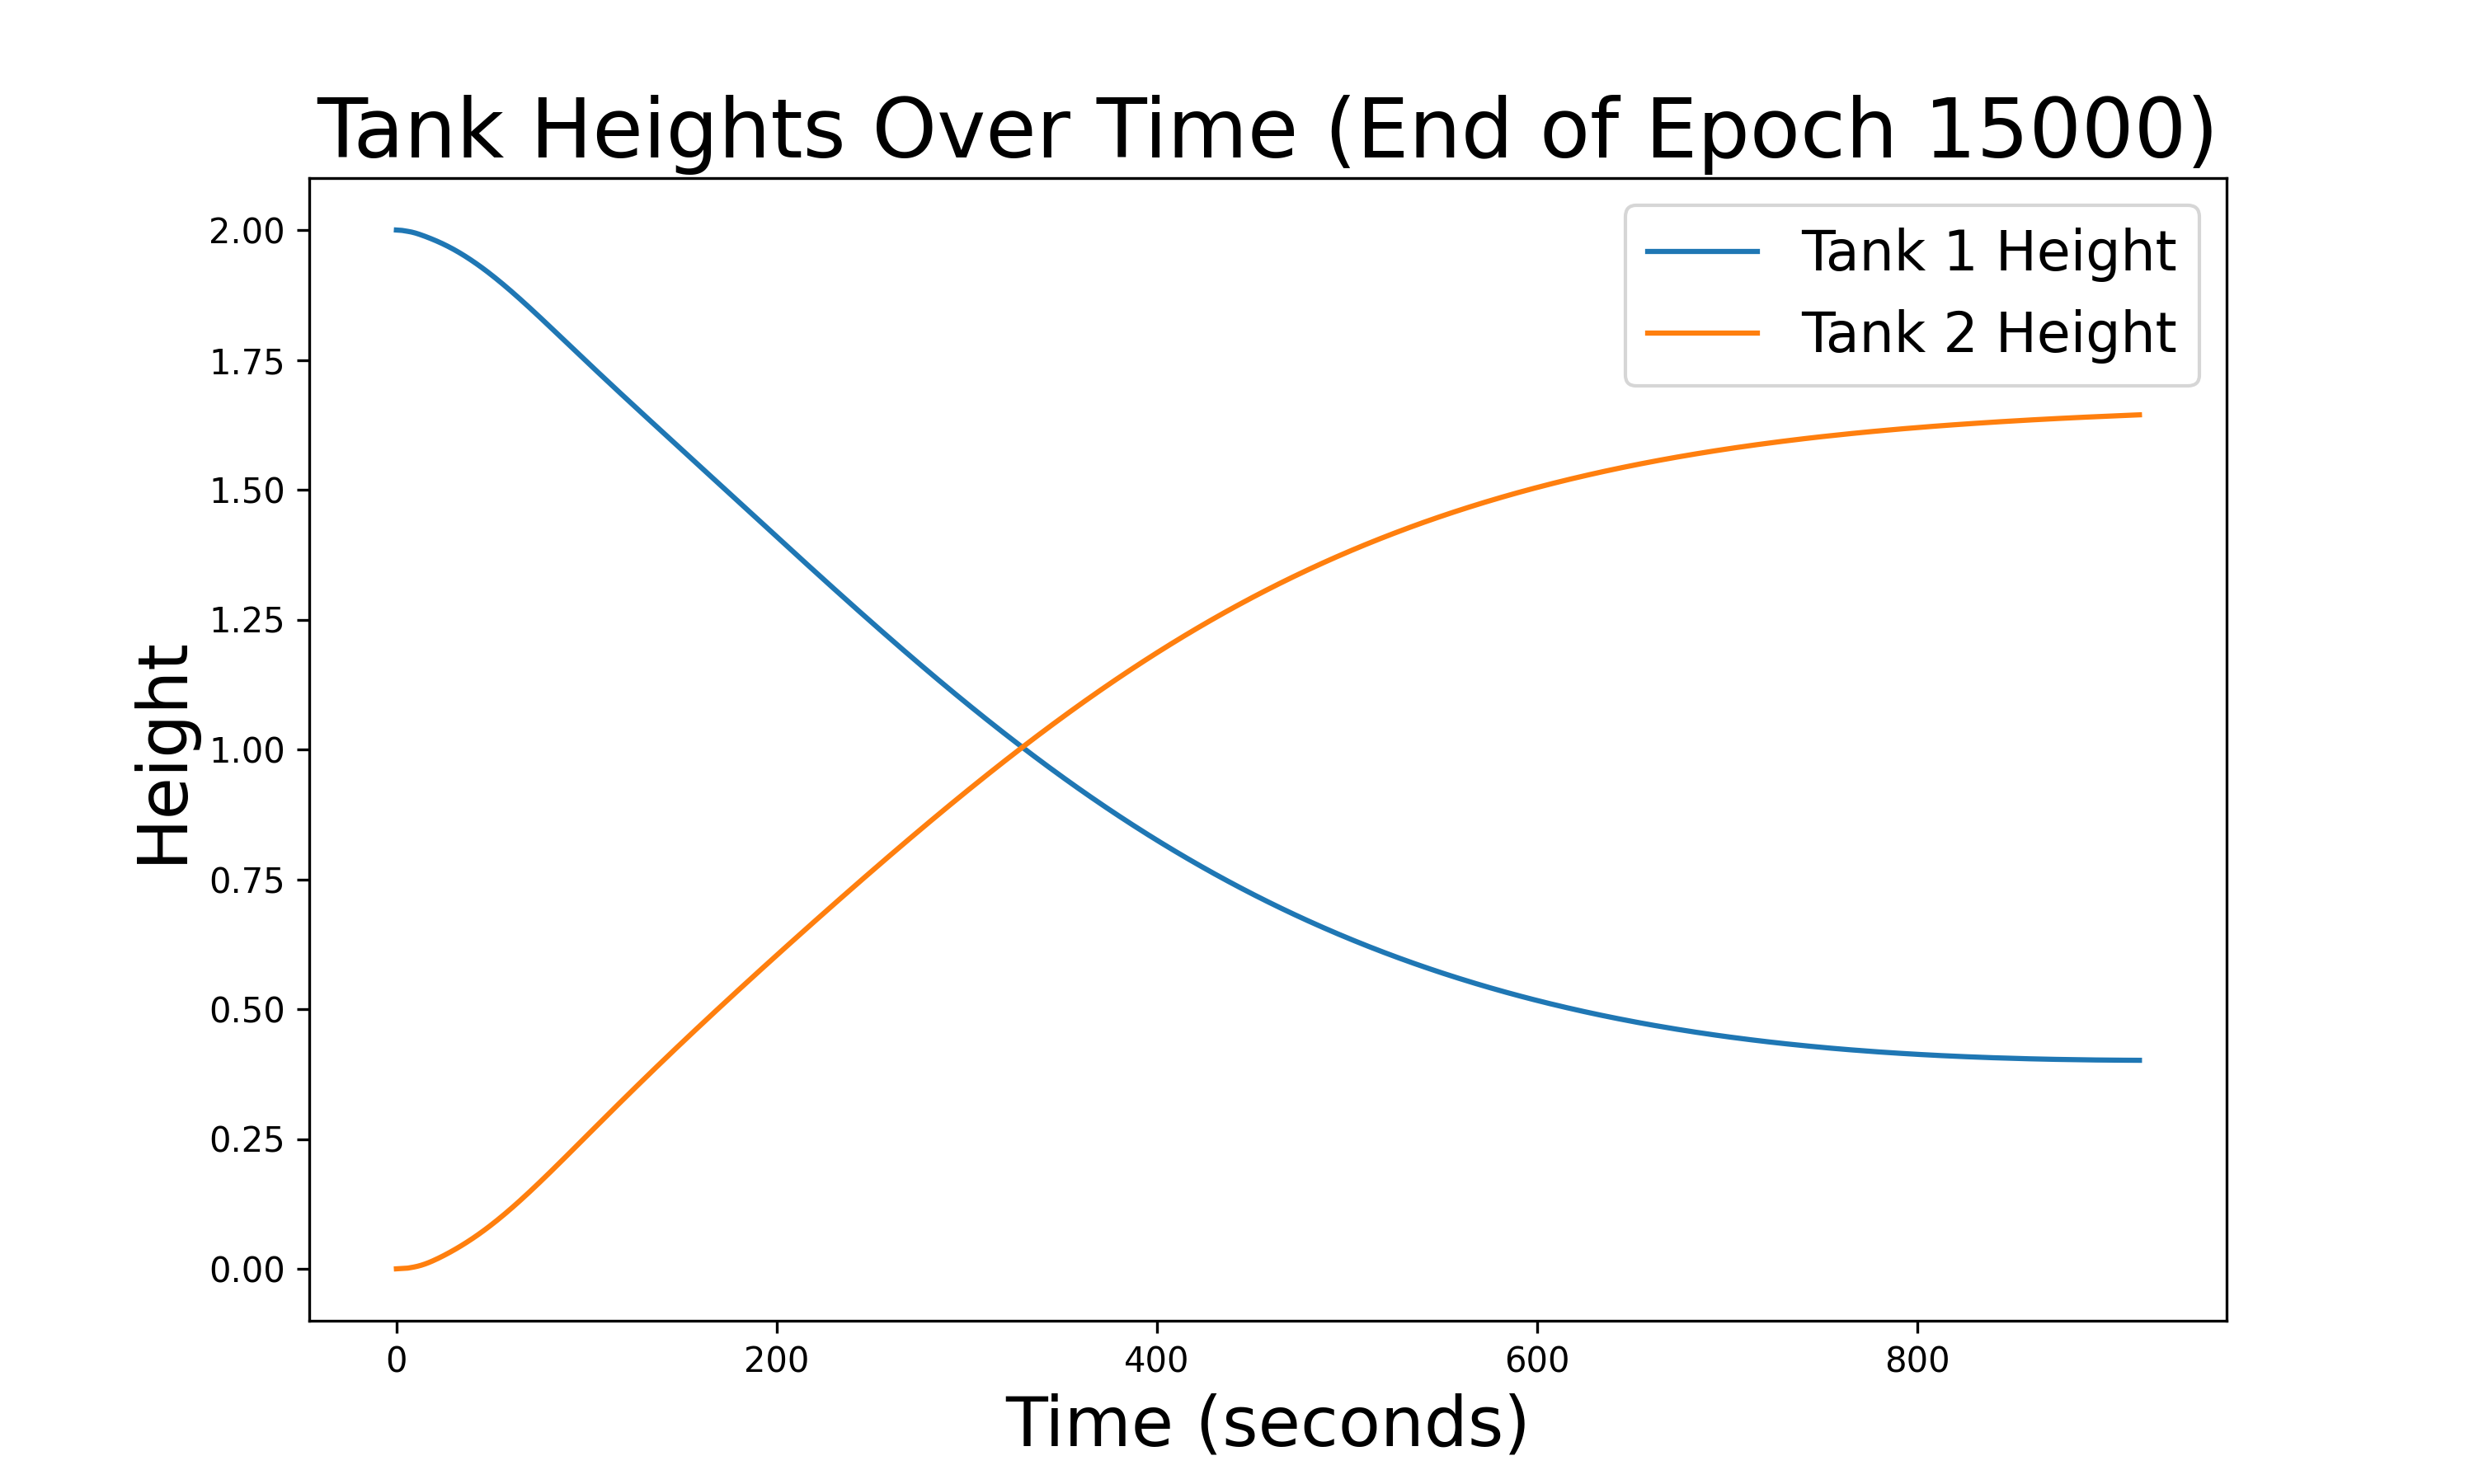 Tank Heights Over Time (End of Epoch 15000)
Tank 1 Height
Tank 2 Height
Height
2.00
1.75
1.50
1.25
1.00
0.75
0.50
0.25
0.00
0
200
400
600
800
Time (seconds)